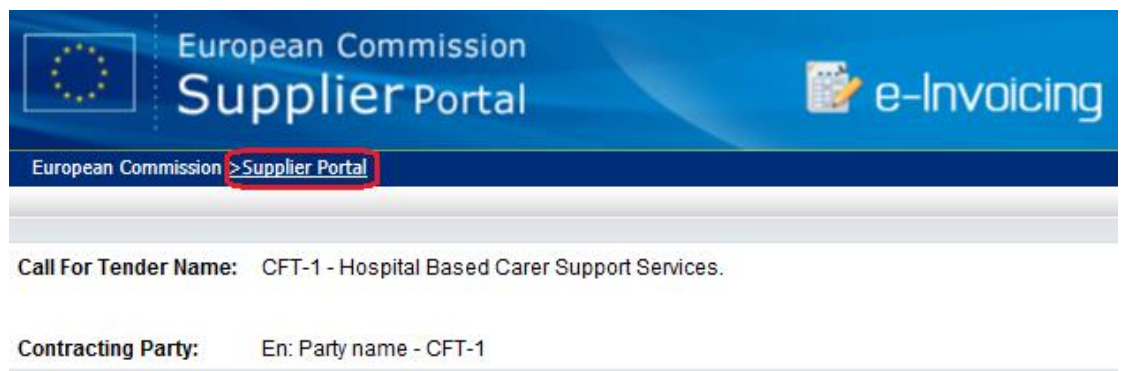 European Commission
Supplier Portal
e-Invoicing
European Commission >Supplier Portal
Call For Tender Name: CFT-1 - Hospital Based Carer Support Services.
Contracting Party: En: Party name - CFT-1